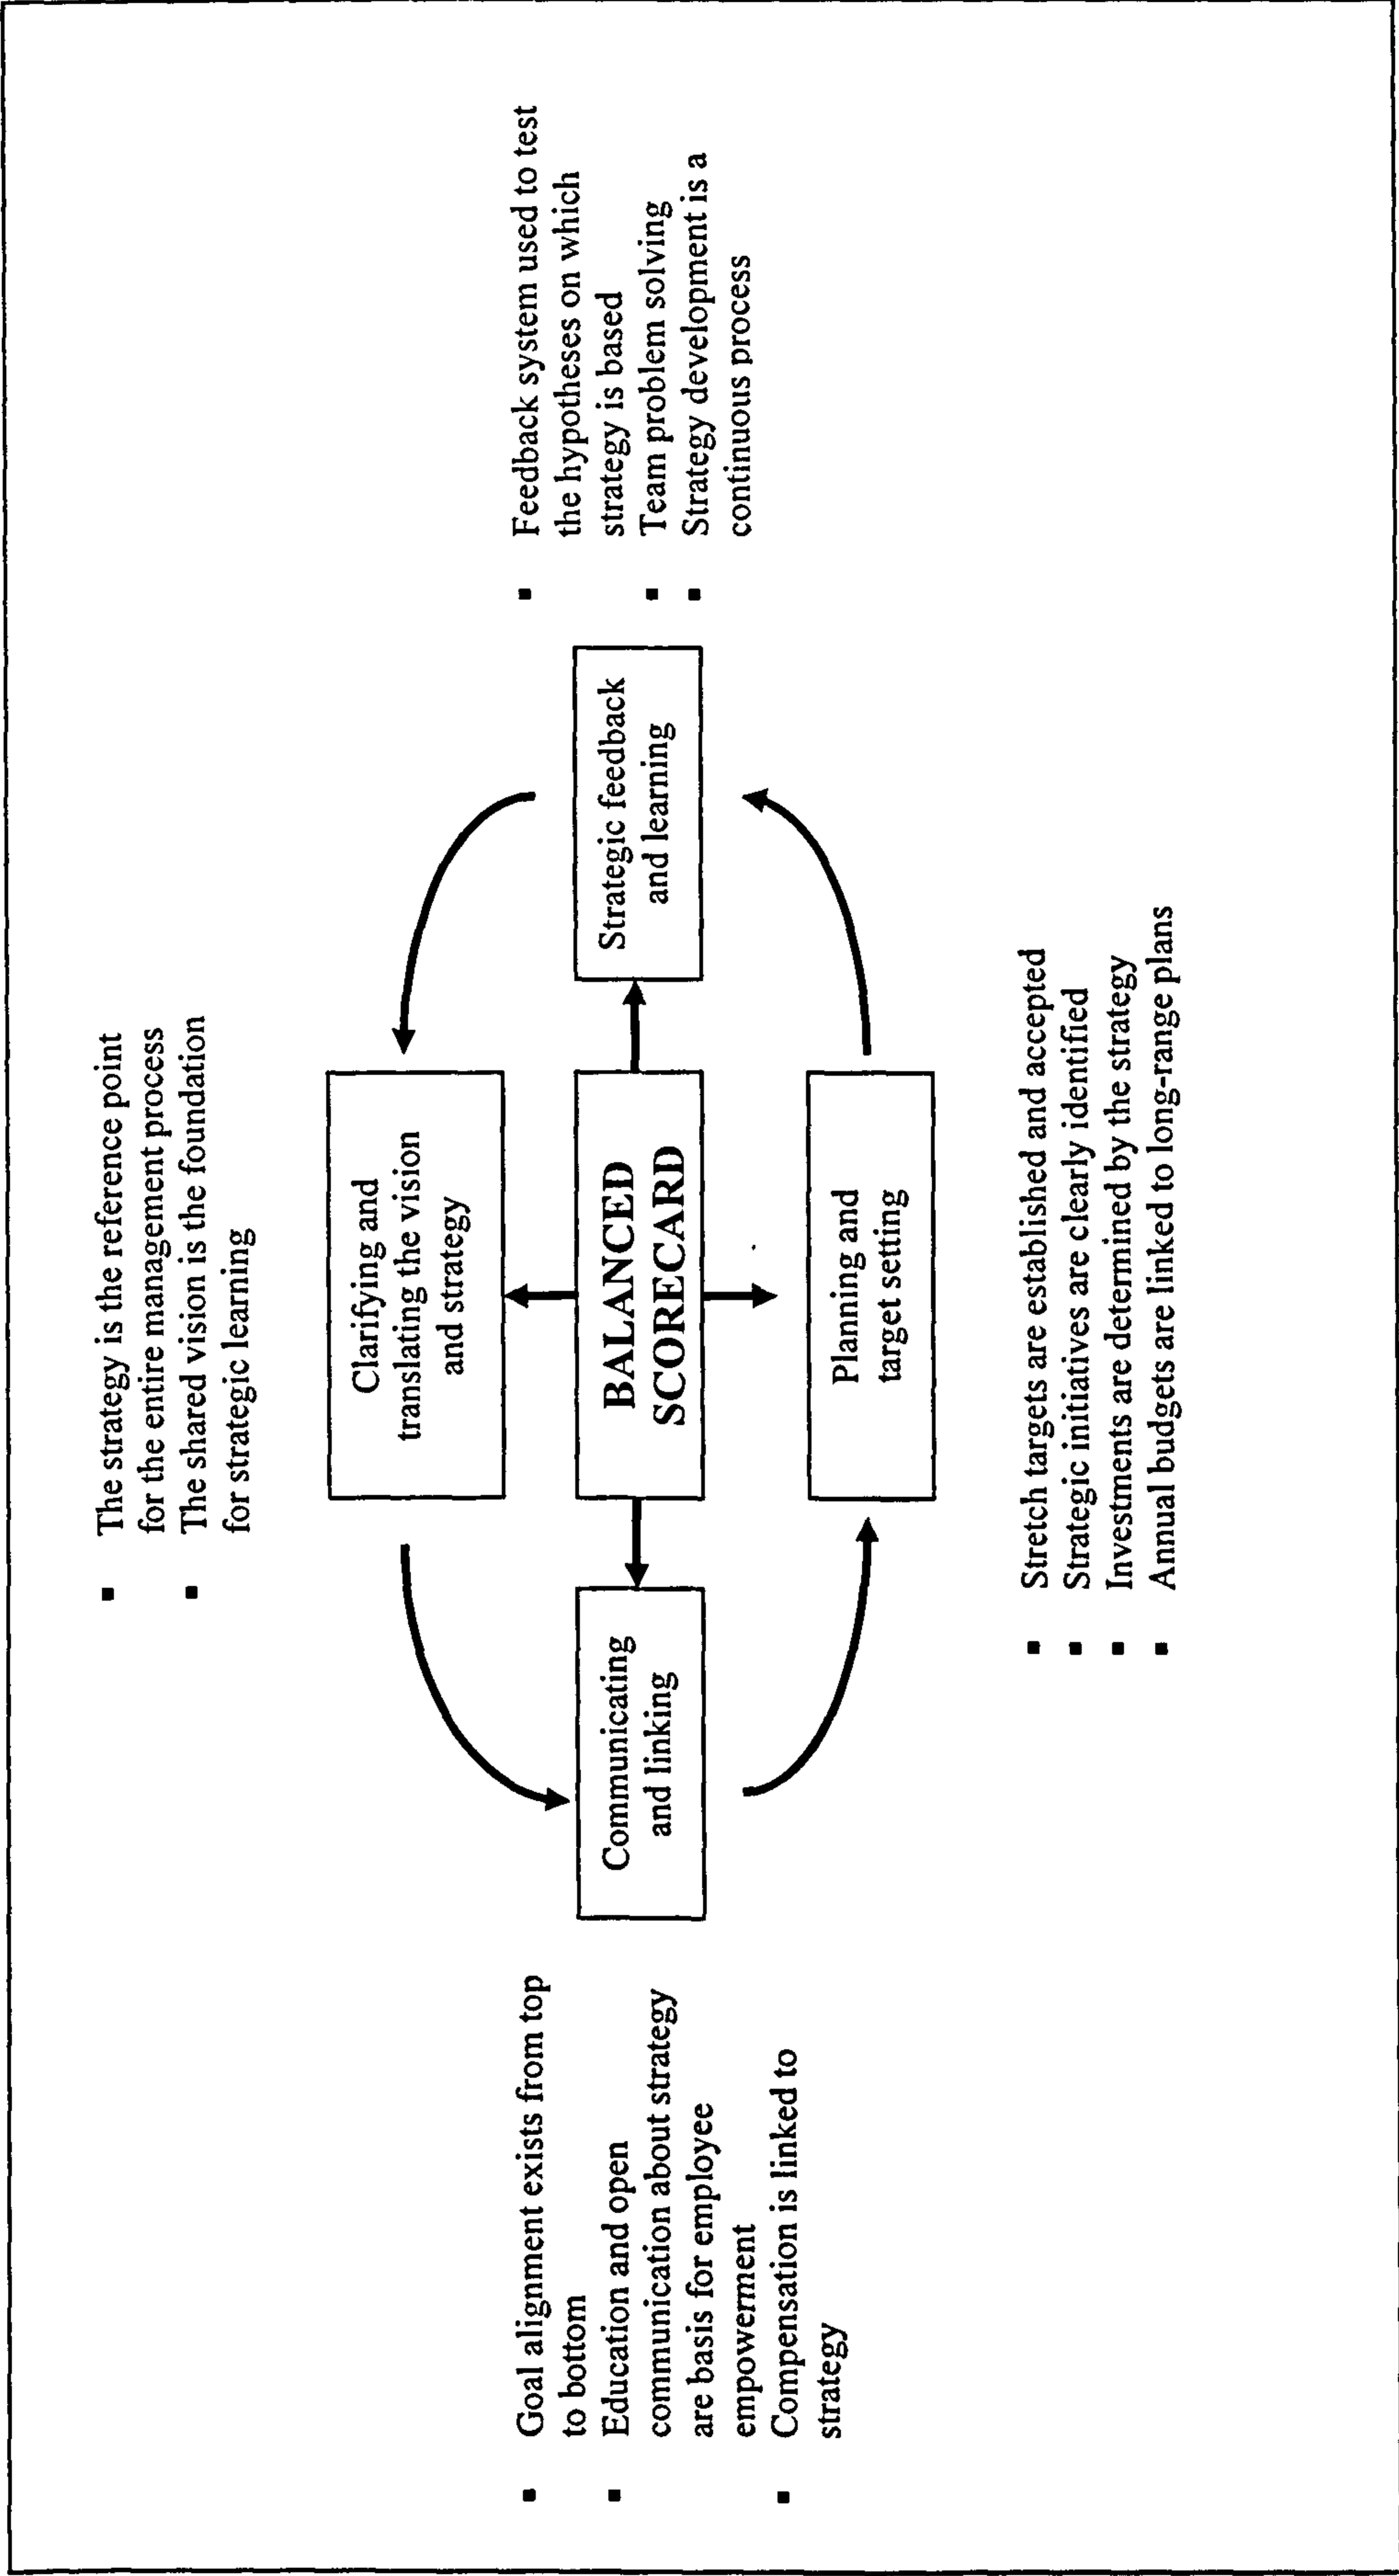 ▪ The strategy is the reference point
for the entire management process
▪ The shared vision is the foundation
for strategic learning
Clarifying and
translating the vision
and strategy
▪ Goal alignment exists from top
to bottom
▪ Education and open
communication about strategy
are basis for employee
empowerment
▪ Compensation is linked to
strategy
Communicating
and linking
BALANCED
SCORECARD
Strategic feedback
and learning
▪ Feedback system used to test
the hypotheses on which
strategy is based
▪ Team problem solving
▪ Strategy development is a
continuous process
Planning and
target setting
▪ Stretch targets are established and accepted
▪ Strategic initiatives are clearly identified
▪ Investments are determined by the strategy
▪ Annual budgets are linked to long-range plans